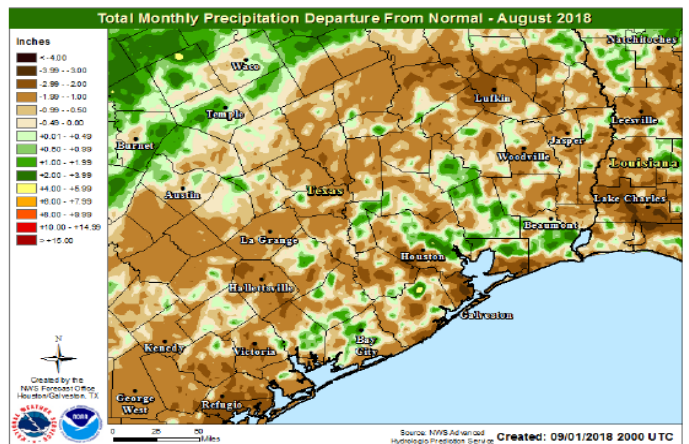 Total Monthly Precipitation Departure From Normal - August 2018
Inches
<-4.00
-3.99 - -3.00
-2.99 - -2.00
-1.99 - -1.00
-0.99 - -0.50
-0.49 - 0.00
+0.01 - +0.49
+0.50 - +0.99
+1.00 - +1.99
+2.00 - +3.99
4.00 - +5.99
+6.00 - +7.99
+8.00 - +9.99
+10.00 - +14.99
> +15.00
Natchitoches
Waco
Lufkin
Temple
Leesville
Burnet
Jasper
Woodville
Louisiana
Austin
Texas
Lake Charles
Beaumont
La Grange
Houston
Hallettsville
Galveston
Bay
City
Kenedy
Victoria
George
West
Refugio
N
Created by the
NWS Forecast Office
Houston/Galveston, TX
NOAA
0
25
50
Miles
Source: NWS Advanced
Hydrologic Prediction Service
Created: 09/01/2018 2000 UTC